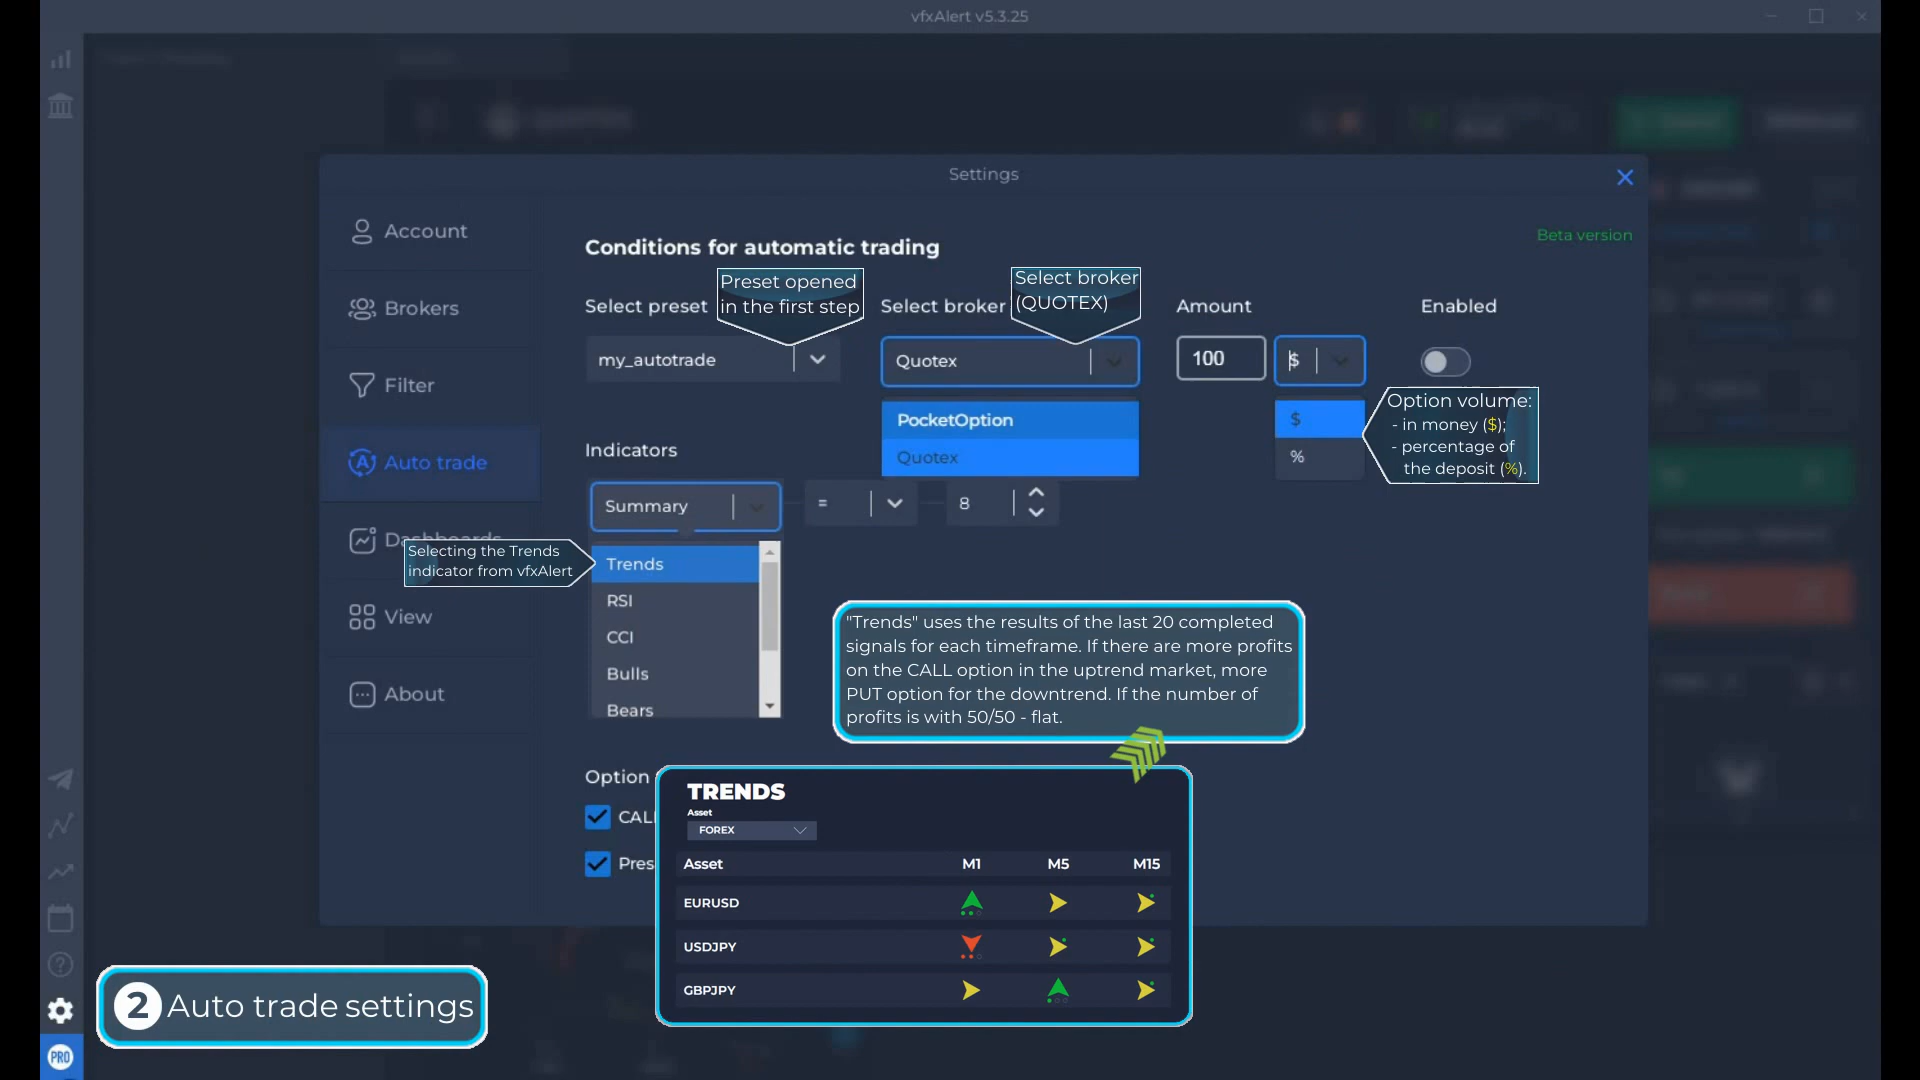 vfxAlert v5.3.25
Settings
Account
Brokers
Filter
Auto trade
View
About
Beta version
Conditions for automatic trading
Select preset
Preset opened
in the first step
Select broker
Select broker
(QUOTEX)
Amount
Enabled
my_autotrade
Quotex
100
$
PocketOption
Quotex
$
%
Option volume:
- in money ($);
- percentage of
the deposit (%).
Indicators
Summary
=
8
Selecting the Trends
indicator from vfxAlert
Trends
RSI
CCI
Bulls
Bears
"Trends" uses the results of the last 20 completed
signals for each timeframe. If there are more profits
on the CALL option in the uptrend market, more
PUT option for the downtrend. If the number of
profits is with 50/50 - flat.
Option
CALL
Pres
TRENDS
Asset
FOREX
Asset M1 M5 M15
EURUSD
USDJPY
GBPJPY
2 Auto trade settings
PRO